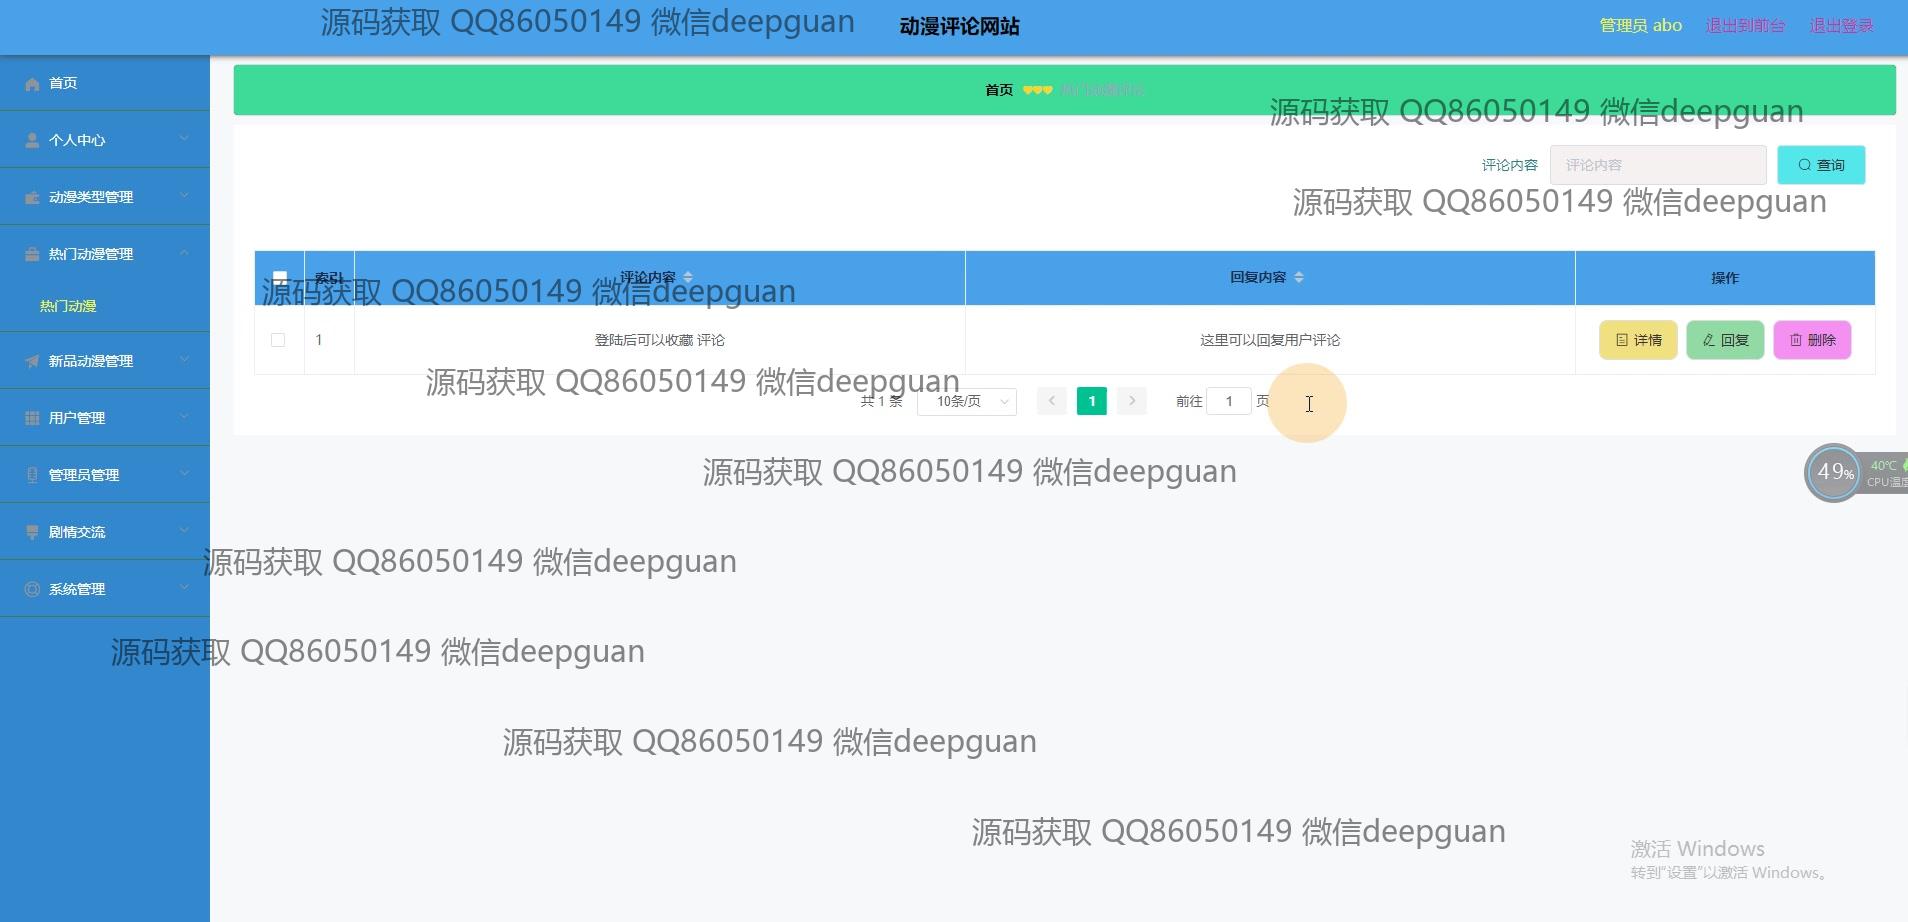 源码获取 QQ86050149 微信deepguan
动漫评论网站
管理员 abo
退出到前台
退出登录
首页
个人中心
动漫类型管理
热门动漫管理
热门动漫
新品动漫管理
用户管理
管理员管理
剧情交流
系统管理
首页
热门动漫评论
源码获取 QQ86050149 微信deepguan
评论内容
评论内容
查询
源码获取 QQ86050149 微信deepguan
索引
评论内容
回复内容
操作
源码获取 QQ86050149 微信deepguan
1
登陆后可以收藏 评论
这里可以回复用户评论
详情
回复
删除
源码获取 QQ86050149 微信deepguan
共 1 条
10条/页
1
前往 1 页
源码获取 QQ86050149 微信deepguan
49%
40℃
CPU温度
源码获取 QQ86050149 微信deepguan
源码获取 QQ86050149 微信deepguan
源码获取 QQ86050149 微信deepguan
源码获取 QQ86050149 微信deepguan
激活 Windows
转到"设置"以激活 Windows。